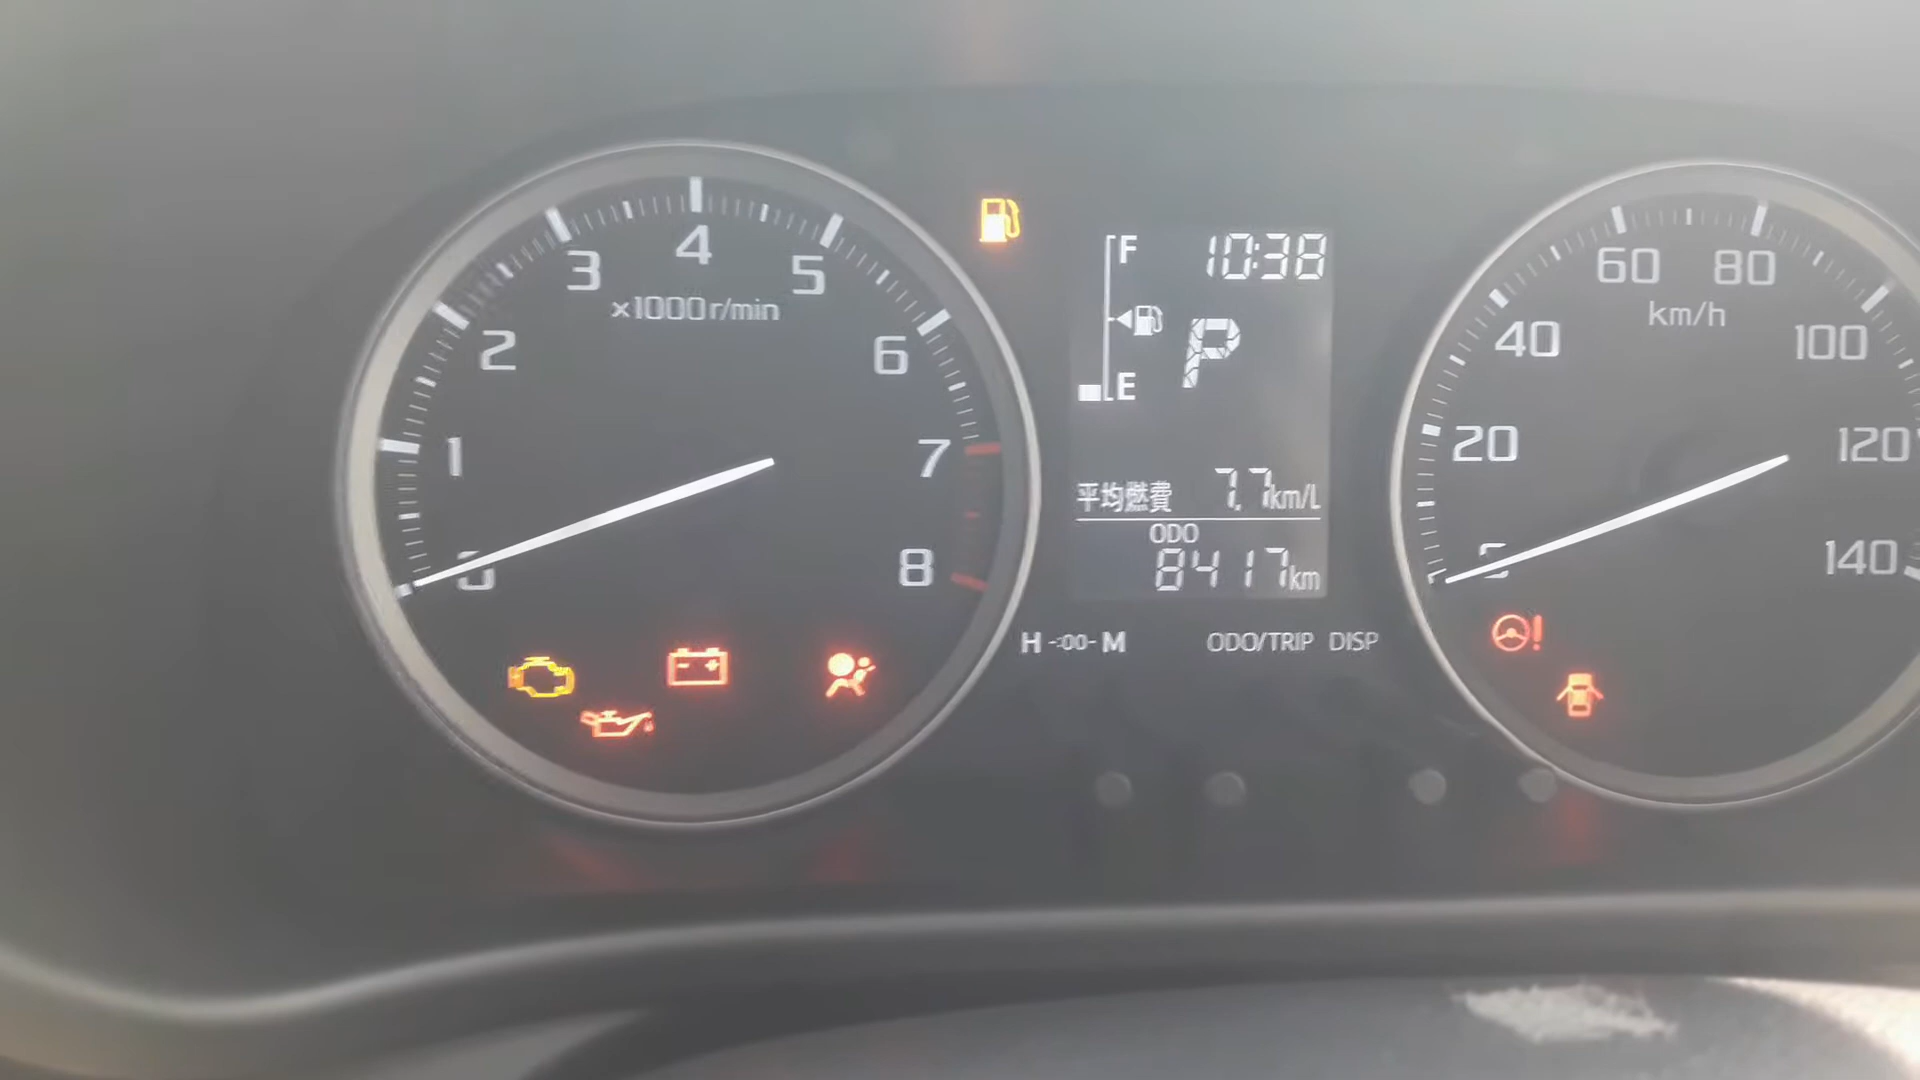 0
1
2
3
4
5
6
7
8
×1000r/min
F
10:38
P
E
平均燃費 7.7km/L
ODO
8417km
H -:00- M
ODO/TRIP DISP
20
40
60
80
100
120
140
km/h